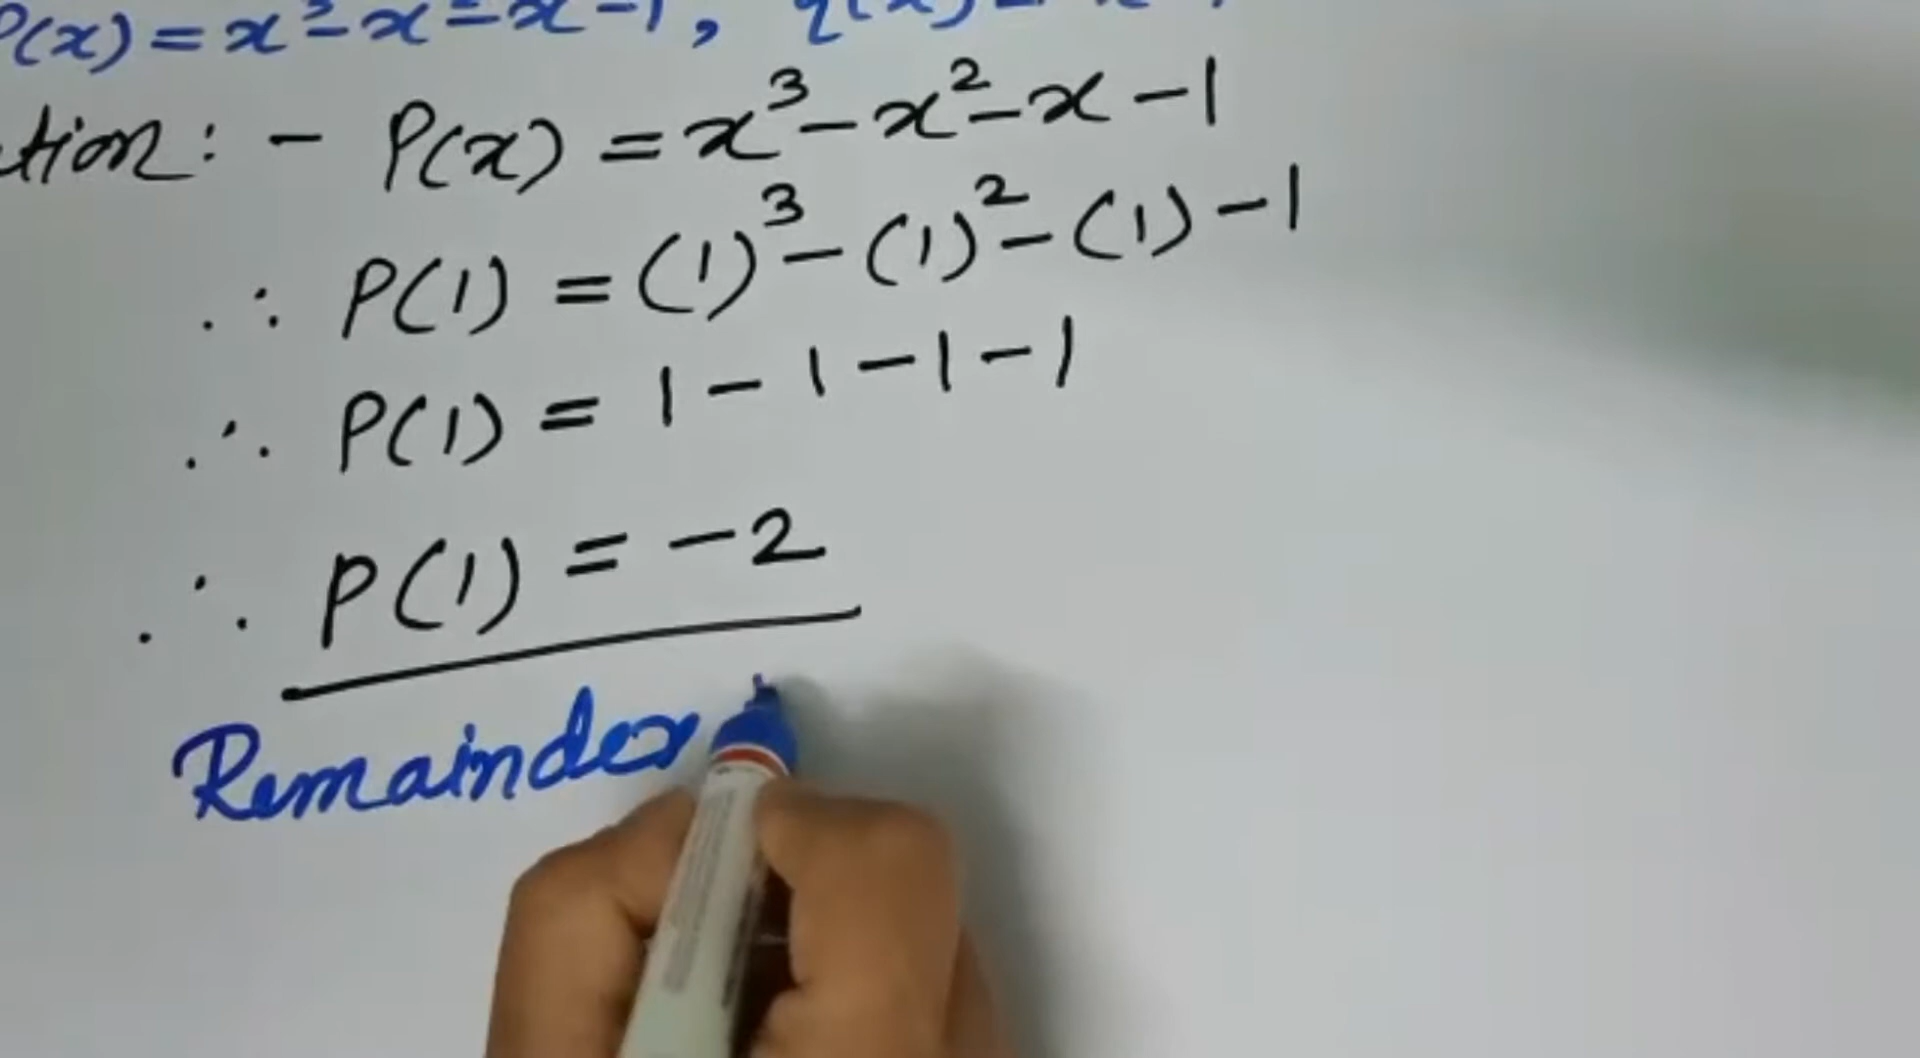 P(x) = x³ - x² - x - 1,
tion: - P(x) = x³ - x² - x - 1
∴ P(1) = (1)³ - (1)² - (1) - 1
∴ P(1) = 1 - 1 - 1 - 1
∴ P(1) = -2
Remainder